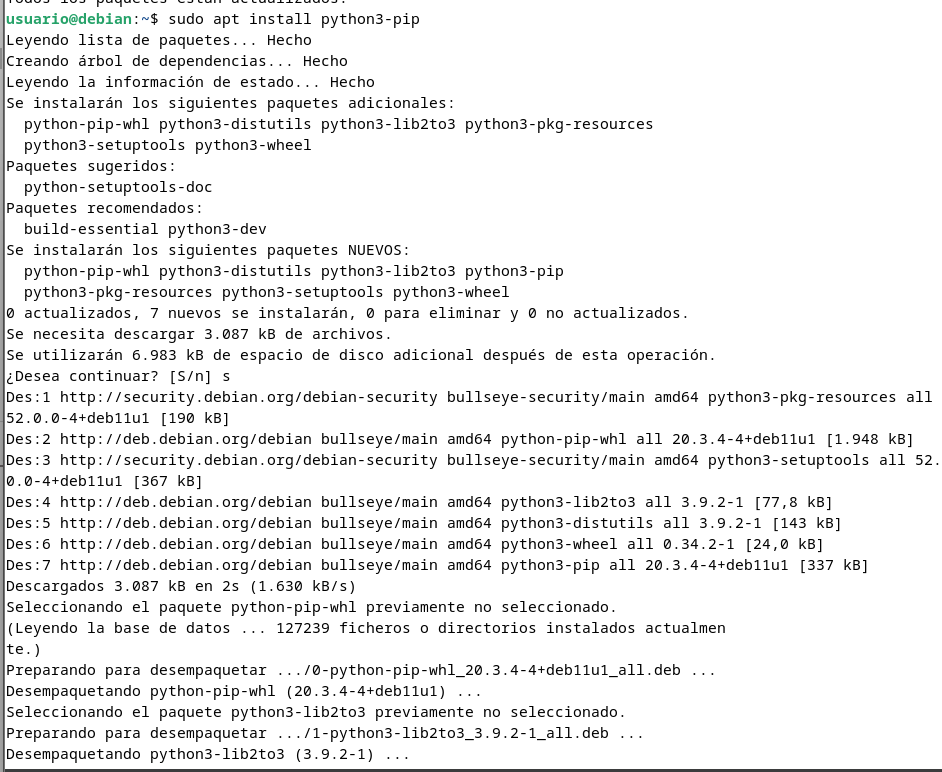 Todos los paquetes están actualizados.
usuario@debian:~$ sudo apt install python3-pip
Leyendo lista de paquetes... Hecho
Creando árbol de dependencias... Hecho
Leyendo la información de estado... Hecho
Se instalarán los siguientes paquetes adicionales:
  python-pip-whl python3-distutils python3-lib2to3 python3-pkg-resources
  python3-setuptools python3-wheel
Paquetes sugeridos:
  python-setuptools-doc
Paquetes recomendados:
  build-essential python3-dev
Se instalarán los siguientes paquetes NUEVOS:
  python-pip-whl python3-distutils python3-lib2to3 python3-pip
  python3-pkg-resources python3-setuptools python3-wheel
0 actualizados, 7 nuevos se instalarán, 0 para eliminar y 0 no actualizados.
Se necesita descargar 3.087 kB de archivos.
Se utilizarán 6.983 kB de espacio de disco adicional después de esta operación.
¿Desea continuar? [S/n] s
Des:1 http://security.debian.org/debian-security bullseye-security/main amd64 python3-pkg-resources all
52.0.0-4+deb11u1 [190 kB]
Des:2 http://deb.debian.org/debian bullseye/main amd64 python-pip-whl all 20.3.4-4+deb11u1 [1.948 kB]
Des:3 http://security.debian.org/debian-security bullseye-security/main amd64 python3-setuptools all 52.
0.0-4+deb11u1 [367 kB]
Des:4 http://deb.debian.org/debian bullseye/main amd64 python3-lib2to3 all 3.9.2-1 [77,8 kB]
Des:5 http://deb.debian.org/debian bullseye/main amd64 python3-distutils all 3.9.2-1 [143 kB]
Des:6 http://deb.debian.org/debian bullseye/main amd64 python3-wheel all 0.34.2-1 [24,0 kB]
Des:7 http://deb.debian.org/debian bullseye/main amd64 python3-pip all 20.3.4-4+deb11u1 [337 kB]
Descargados 3.087 kB en 2s (1.630 kB/s)
Seleccionando el paquete python-pip-whl previamente no seleccionado.
(Leyendo la base de datos ... 127239 ficheros o directorios instalados actualmen
te.)
Preparando para desempaquetar .../0-python-pip-whl_20.3.4-4+deb11u1_all.deb ...
Desempaquetando python-pip-whl (20.3.4-4+deb11u1) ...
Seleccionando el paquete python3-lib2to3 previamente no seleccionado.
Preparando para desempaquetar .../1-python3-lib2to3_3.9.2-1_all.deb ...
Desempaquetando python3-lib2to3 (3.9.2-1) ...